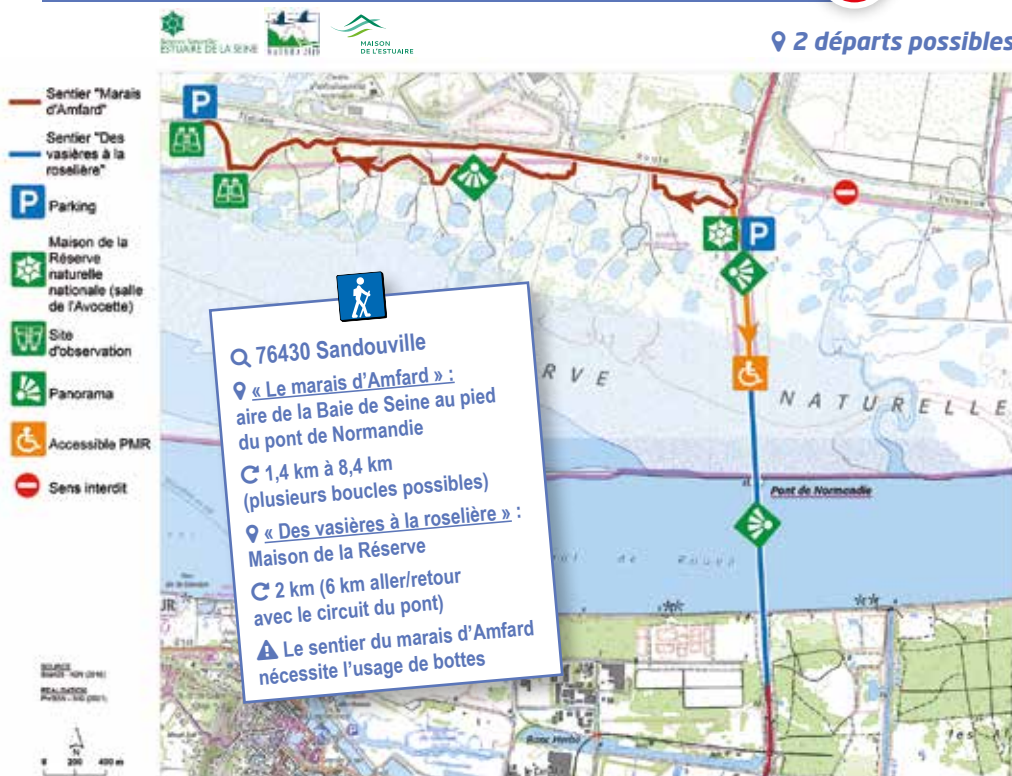 ESTUAIRE DE LA SEINE
MAISON
DE L'ESTUAIRE
2 départs possibles
Sentier "Marais
d'Amfard"
Sentier "Des
vasières à la
roselière"
P Parking
Maison de la
Réserve
naturelle
nationale (salle
de l'Avocette)
Site
d'observation
Panorama
Accessible PMR
Sens interdit
P
Route
P
76430 Sandouville
« Le marais d'Amfard » :
aire de la Baie de Seine au pied
du pont de Normandie
1,4 km à 8,4 km
(plusieurs boucles possibles)
« Des vasières à la roselière » :
Maison de la Réserve
2 km (6 km aller/retour
avec le circuit du pont)
Le sentier du marais d'Amfard
nécessite l'usage de bottes
RVE
NATURELLE
Pont de Normandie
SOURCE
N
0 200 400 m